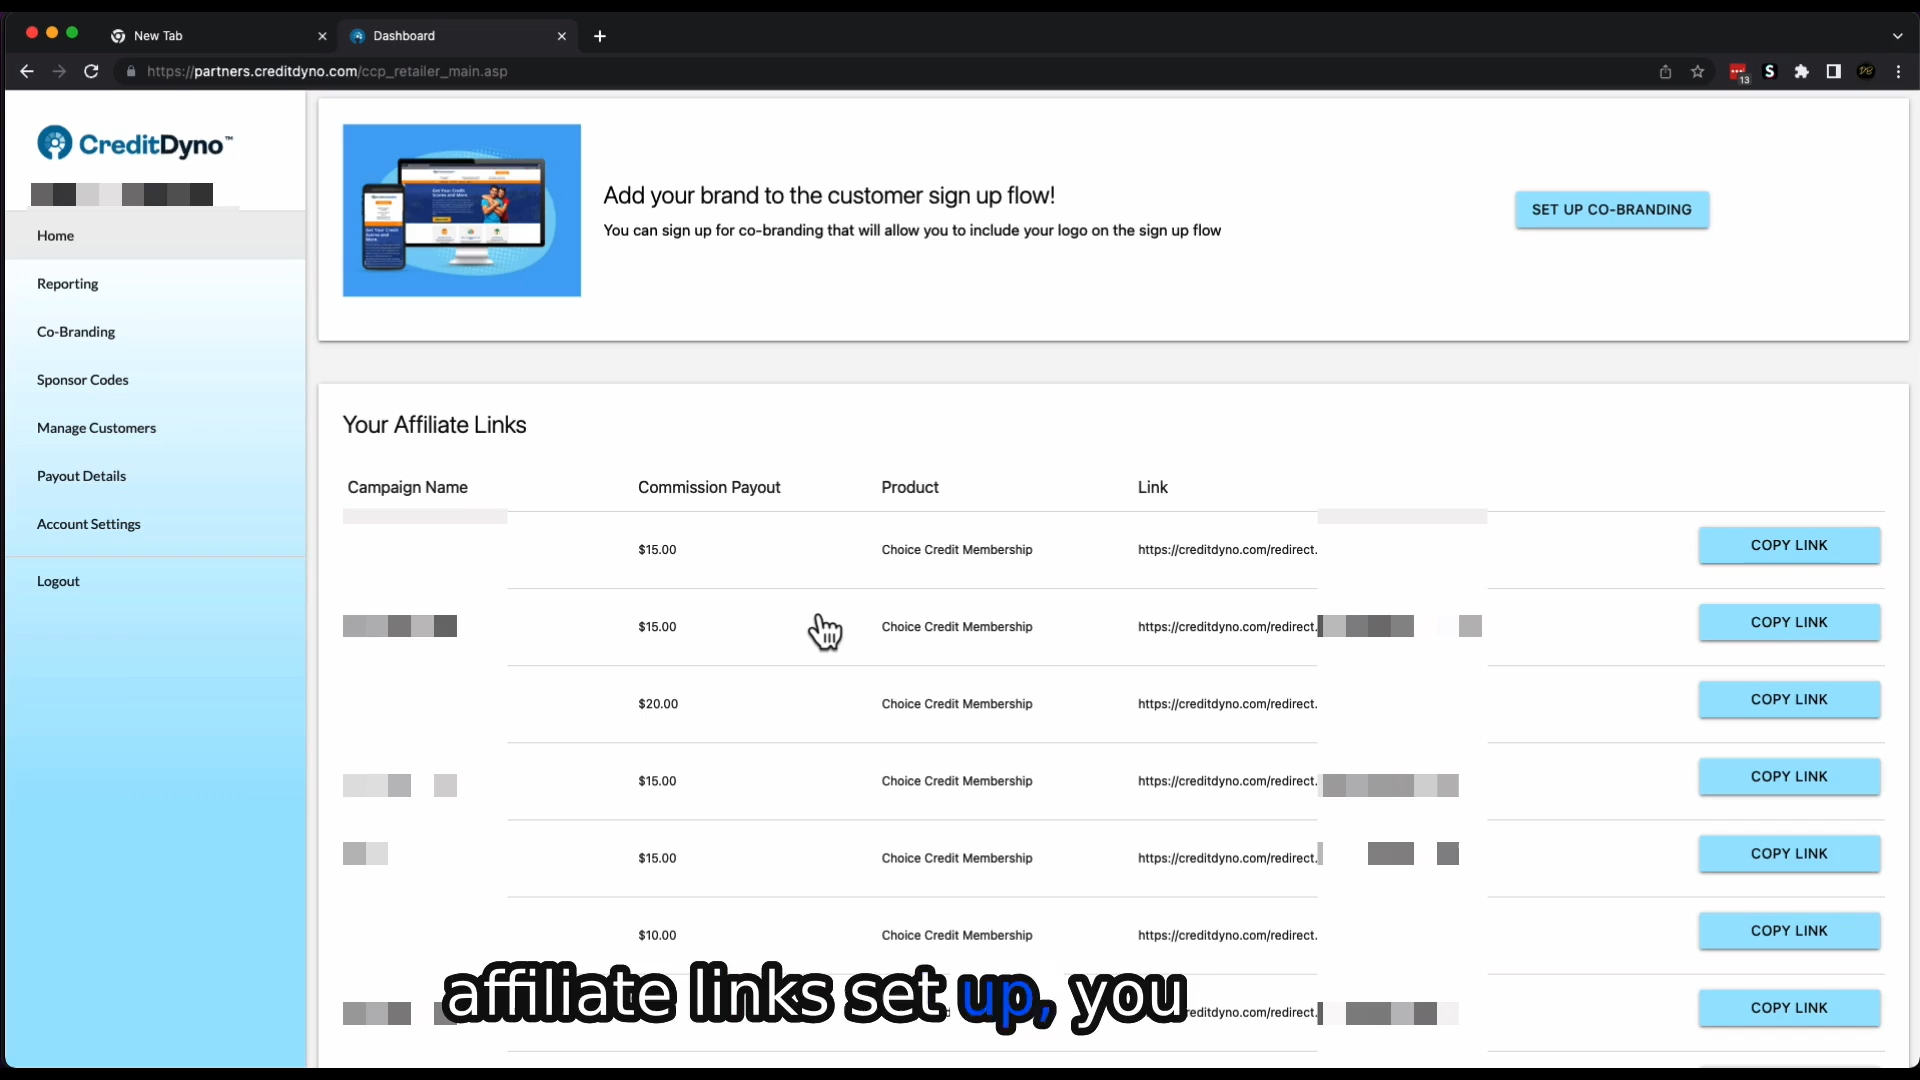 New Tab
Dashboard
https://partners.creditdyno.com/ccp_retailer_main.asp
13
CreditDyno™
Home
Reporting
Co-Branding
Sponsor Codes
Manage Customers
Payout Details
Account Settings
Logout
Add your brand to the customer sign up flow!
You can sign up for co-branding that will allow you to include your logo on the sign up flow
SET UP CO-BRANDING
Your Affiliate Links
Campaign Name Commission Payout Product Link
$15.00 Choice Credit Membership https://creditdyno.com/redirect. COPY LINK
$15.00 Choice Credit Membership https://creditdyno.com/redirect. COPY LINK
$20.00 Choice Credit Membership https://creditdyno.com/redirect. COPY LINK
$15.00 Choice Credit Membership https://creditdyno.com/redirect. COPY LINK
$15.00 Choice Credit Membership https://creditdyno.com/redirect. COPY LINK
$10.00 Choice Credit Membership https://creditdyno.com/redirect. COPY LINK
editdyno.com/redirect. COPY LINK
affiliate links set up, you